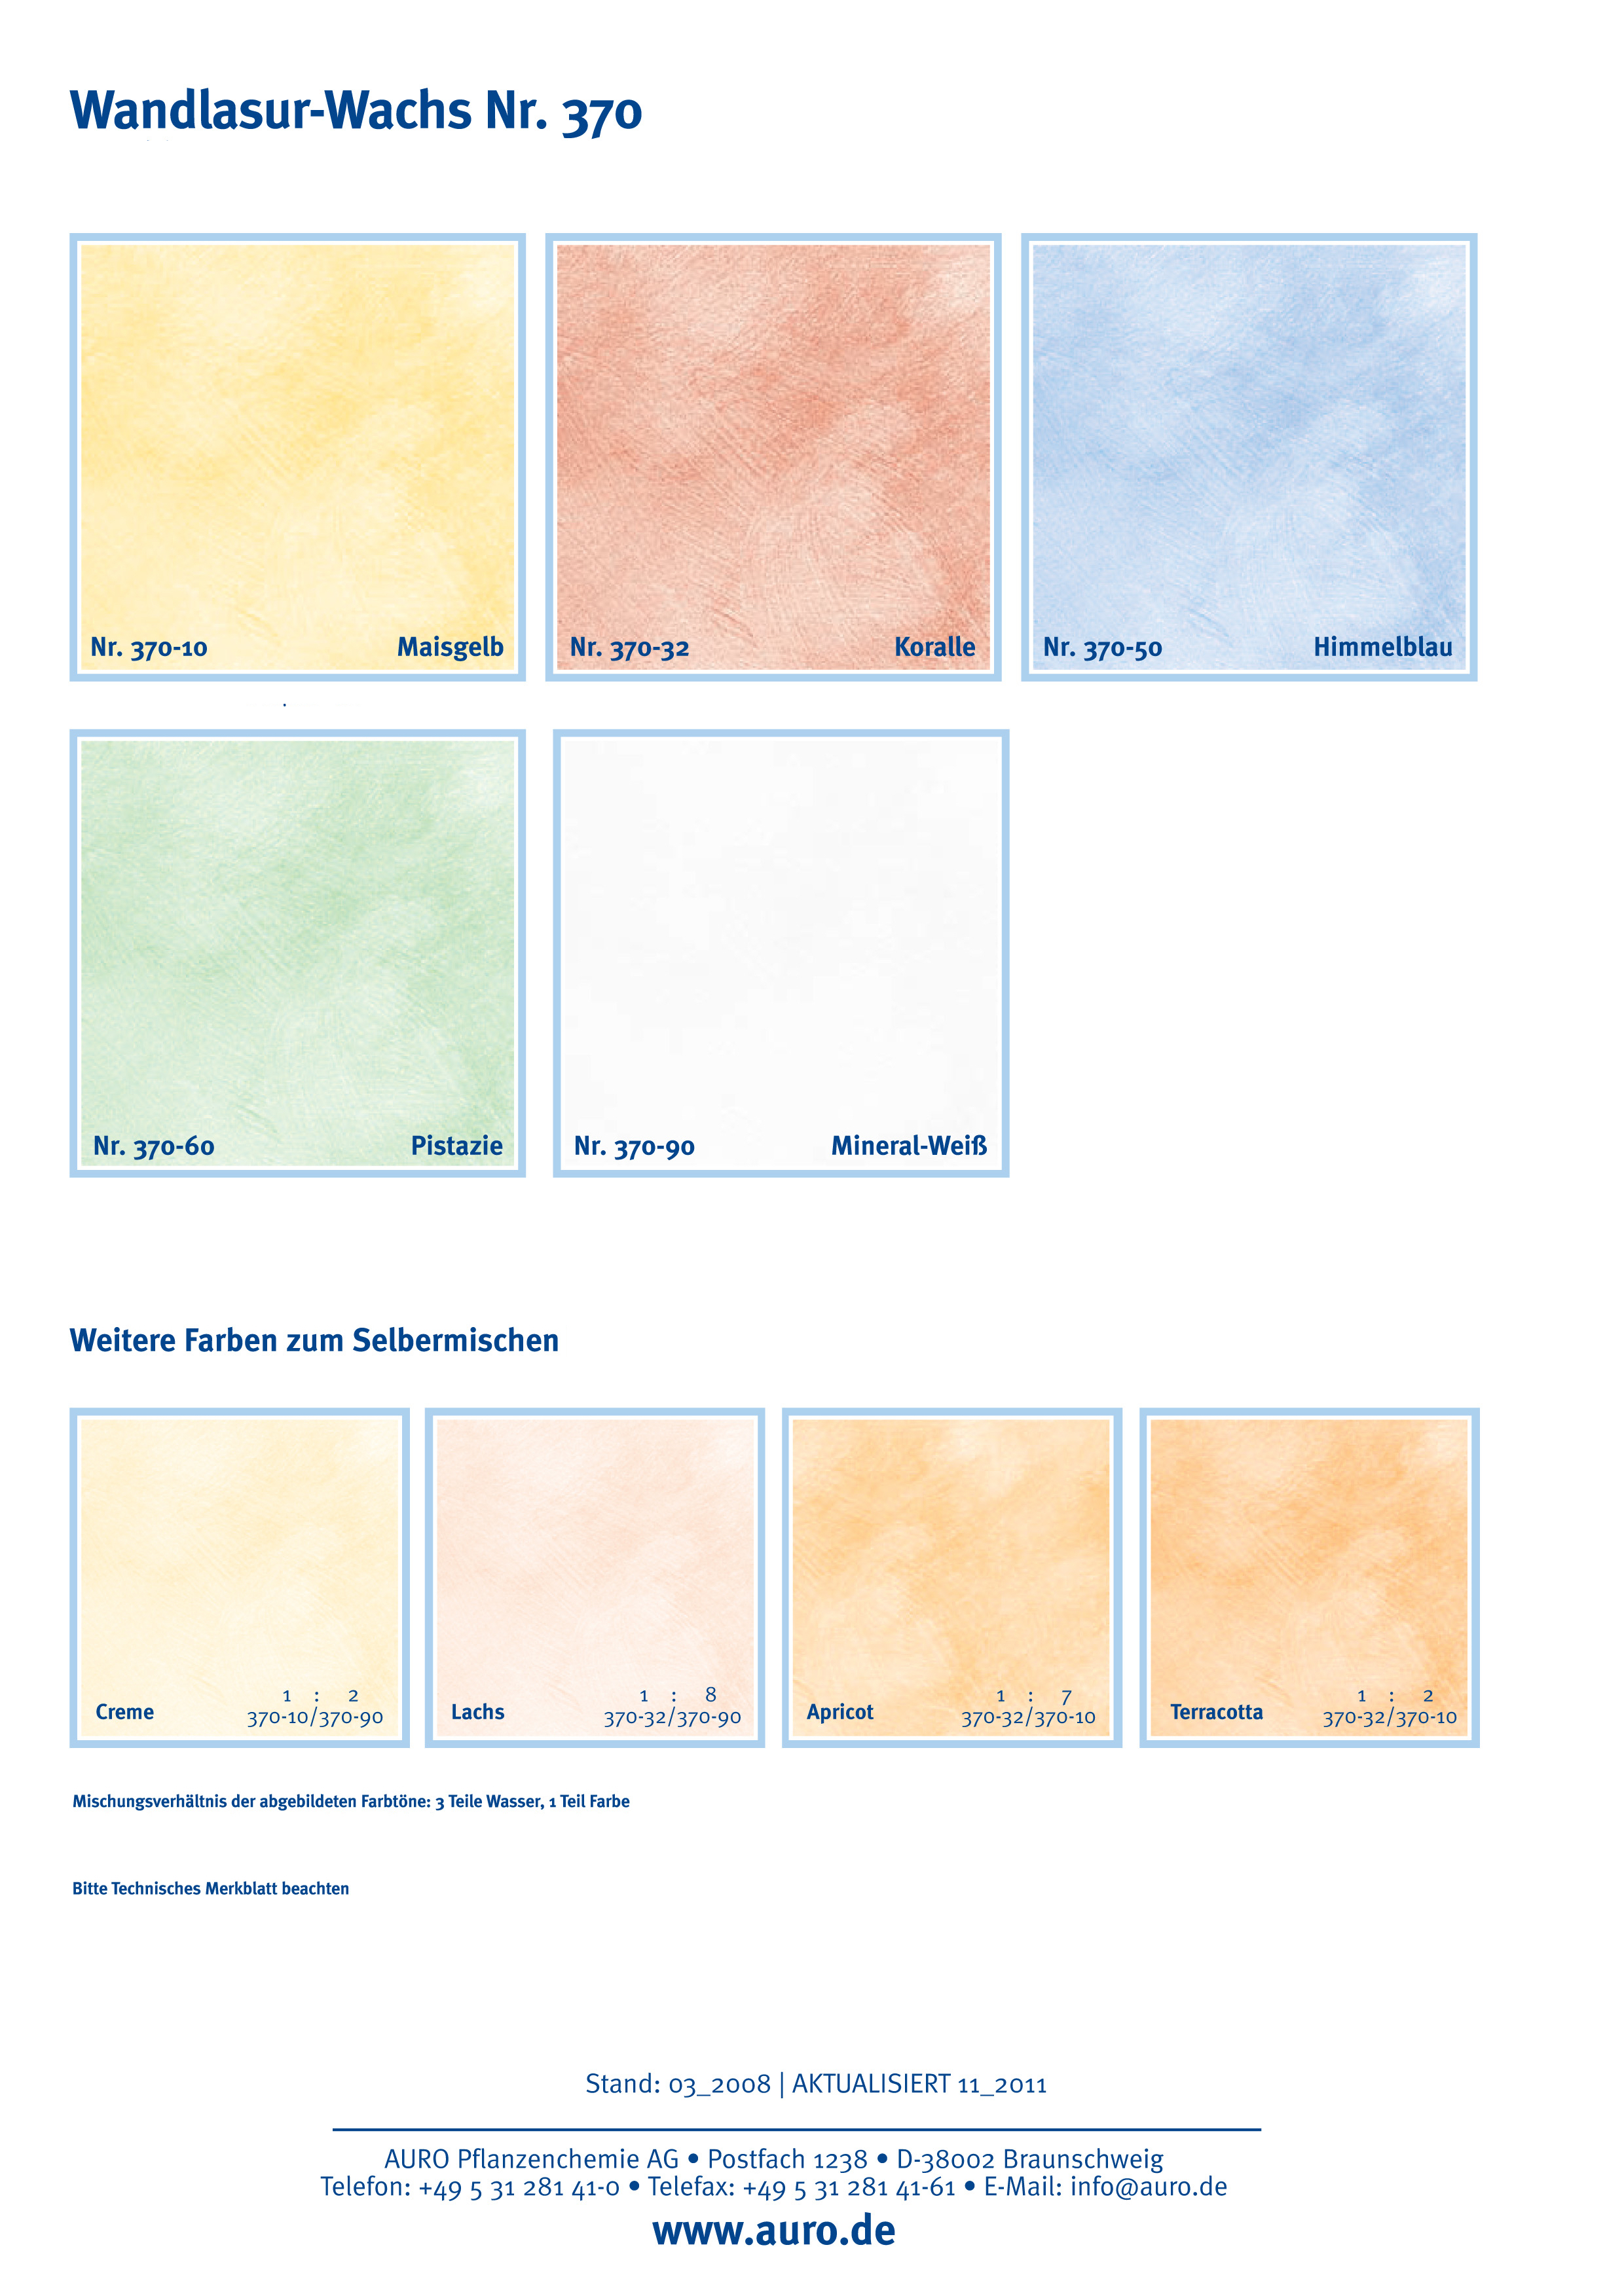 Wandlasur-Wachs Nr. 370
Nr. 370-10 Maisgelb
Nr. 370-32 Koralle
Nr. 370-50 Himmelblau
Nr. 370-60 Pistazie
Nr. 370-90 Mineral-Weiß
Weitere Farben zum Selbermischen
1 : 2
Creme 370-10/370-90
1 : 8
Lachs 370-32/370-90
1 : 7
Apricot 370-32/370-10
1 : 2
Terracotta 370-32/370-10
Mischungsverhältnis der abgebildeten Farbtöne: 3 Teile Wasser, 1 Teil Farbe
Bitte Technisches Merkblatt beachten
Stand: 03_2008 | AKTUALISIERT 11_2011
AURO Pflanzenchemie AG • Postfach 1238 • D-38002 Braunschweig
Telefon: +49 5 31 281 41-0 • Telefax: +49 5 31 281 41-61 • E-Mail: info@auro.de
www.auro.de